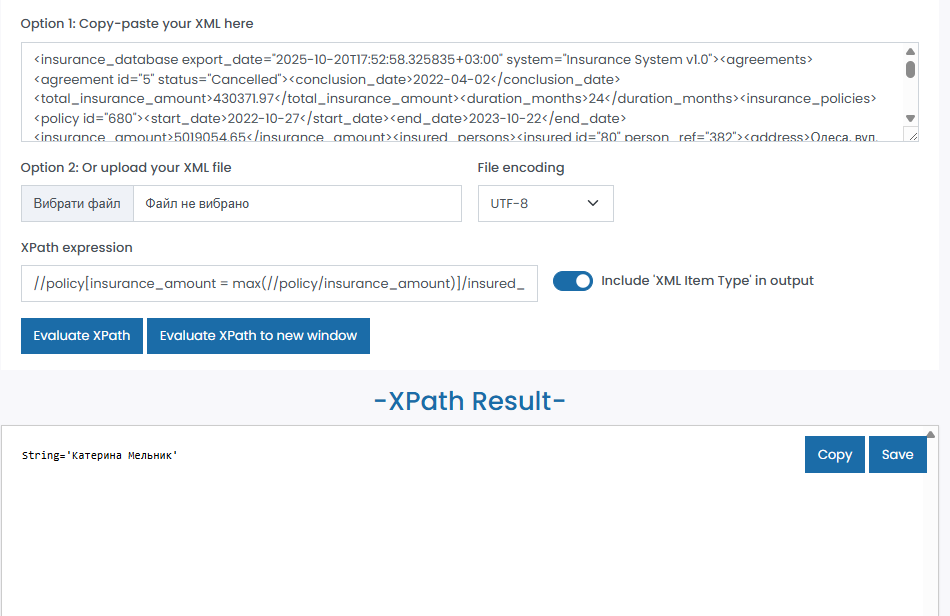 Option 1: Copy-paste your XML here
<insurance_database export_date="2025-10-20T17:52:58.325835+03:00" system="Insurance System v1.0"><agreements>
<agreement id="5" status="Cancelled"><conclusion_date>2022-04-02</conclusion_date>
<total_insurance_amount>430371.97</total_insurance_amount><duration_months>24</duration_months><insurance_policies>
<policy id="680"><start_date>2022-10-27</start_date><end_date>2023-10-22</end_date>
<insurance_amount>5019054.65</insurance_amount><insured_persons><insured id="80" person_ref="382"><address>Одеса, вул.
Option 2: Or upload your XML file
File encoding
Вибрати файл
Файл не вибрано
UTF-8
XPath expression
//policy[insurance_amount = max(//policy/insurance_amount)]/insured_
Include 'XML Item Type' in output
Evaluate XPath
Evaluate XPath to new window
-XPath Result-
String='Катерина Мельник'
Copy
Save